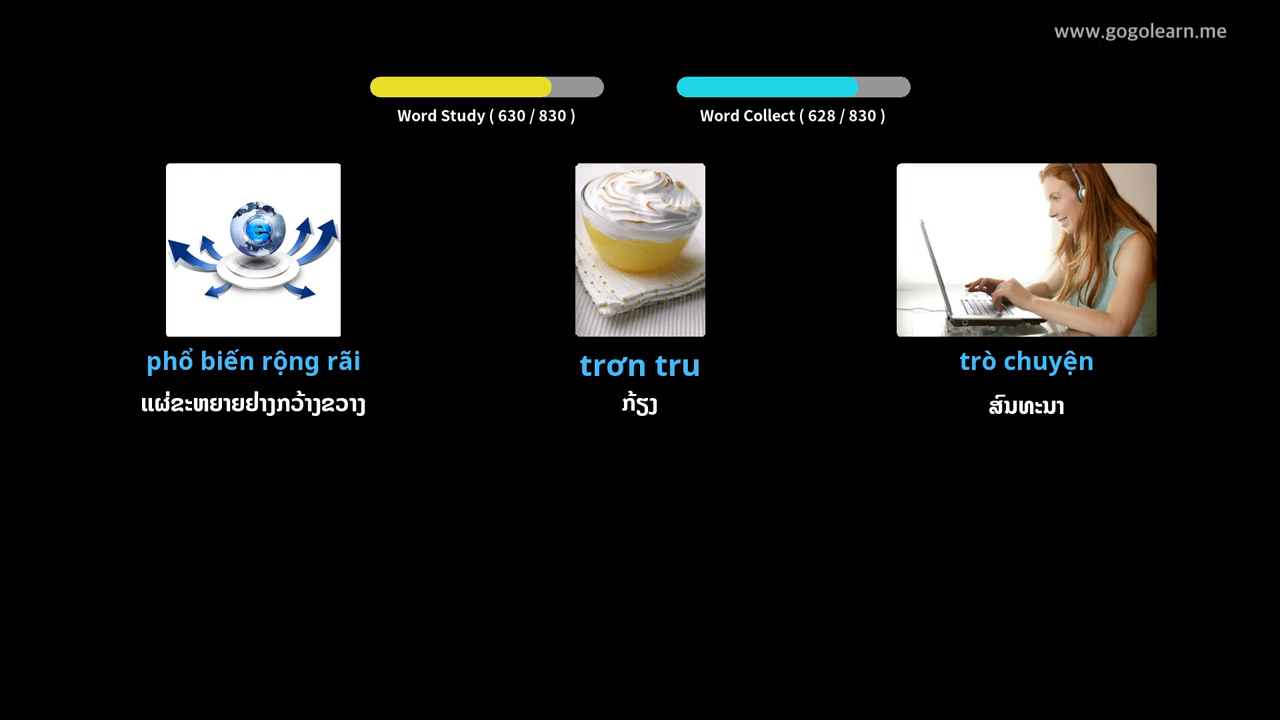 www.gogolearn.me
Word Study ( 630 / 830 )
Word Collect ( 628 / 830 )
phổ biến rộng rãi
trơn tru
trò chuyện
ແຜ່ຂະຫຍາຍຢ່າງກວ້າງຂວາງ
ກ້ຽງ
ສົນທະນາ